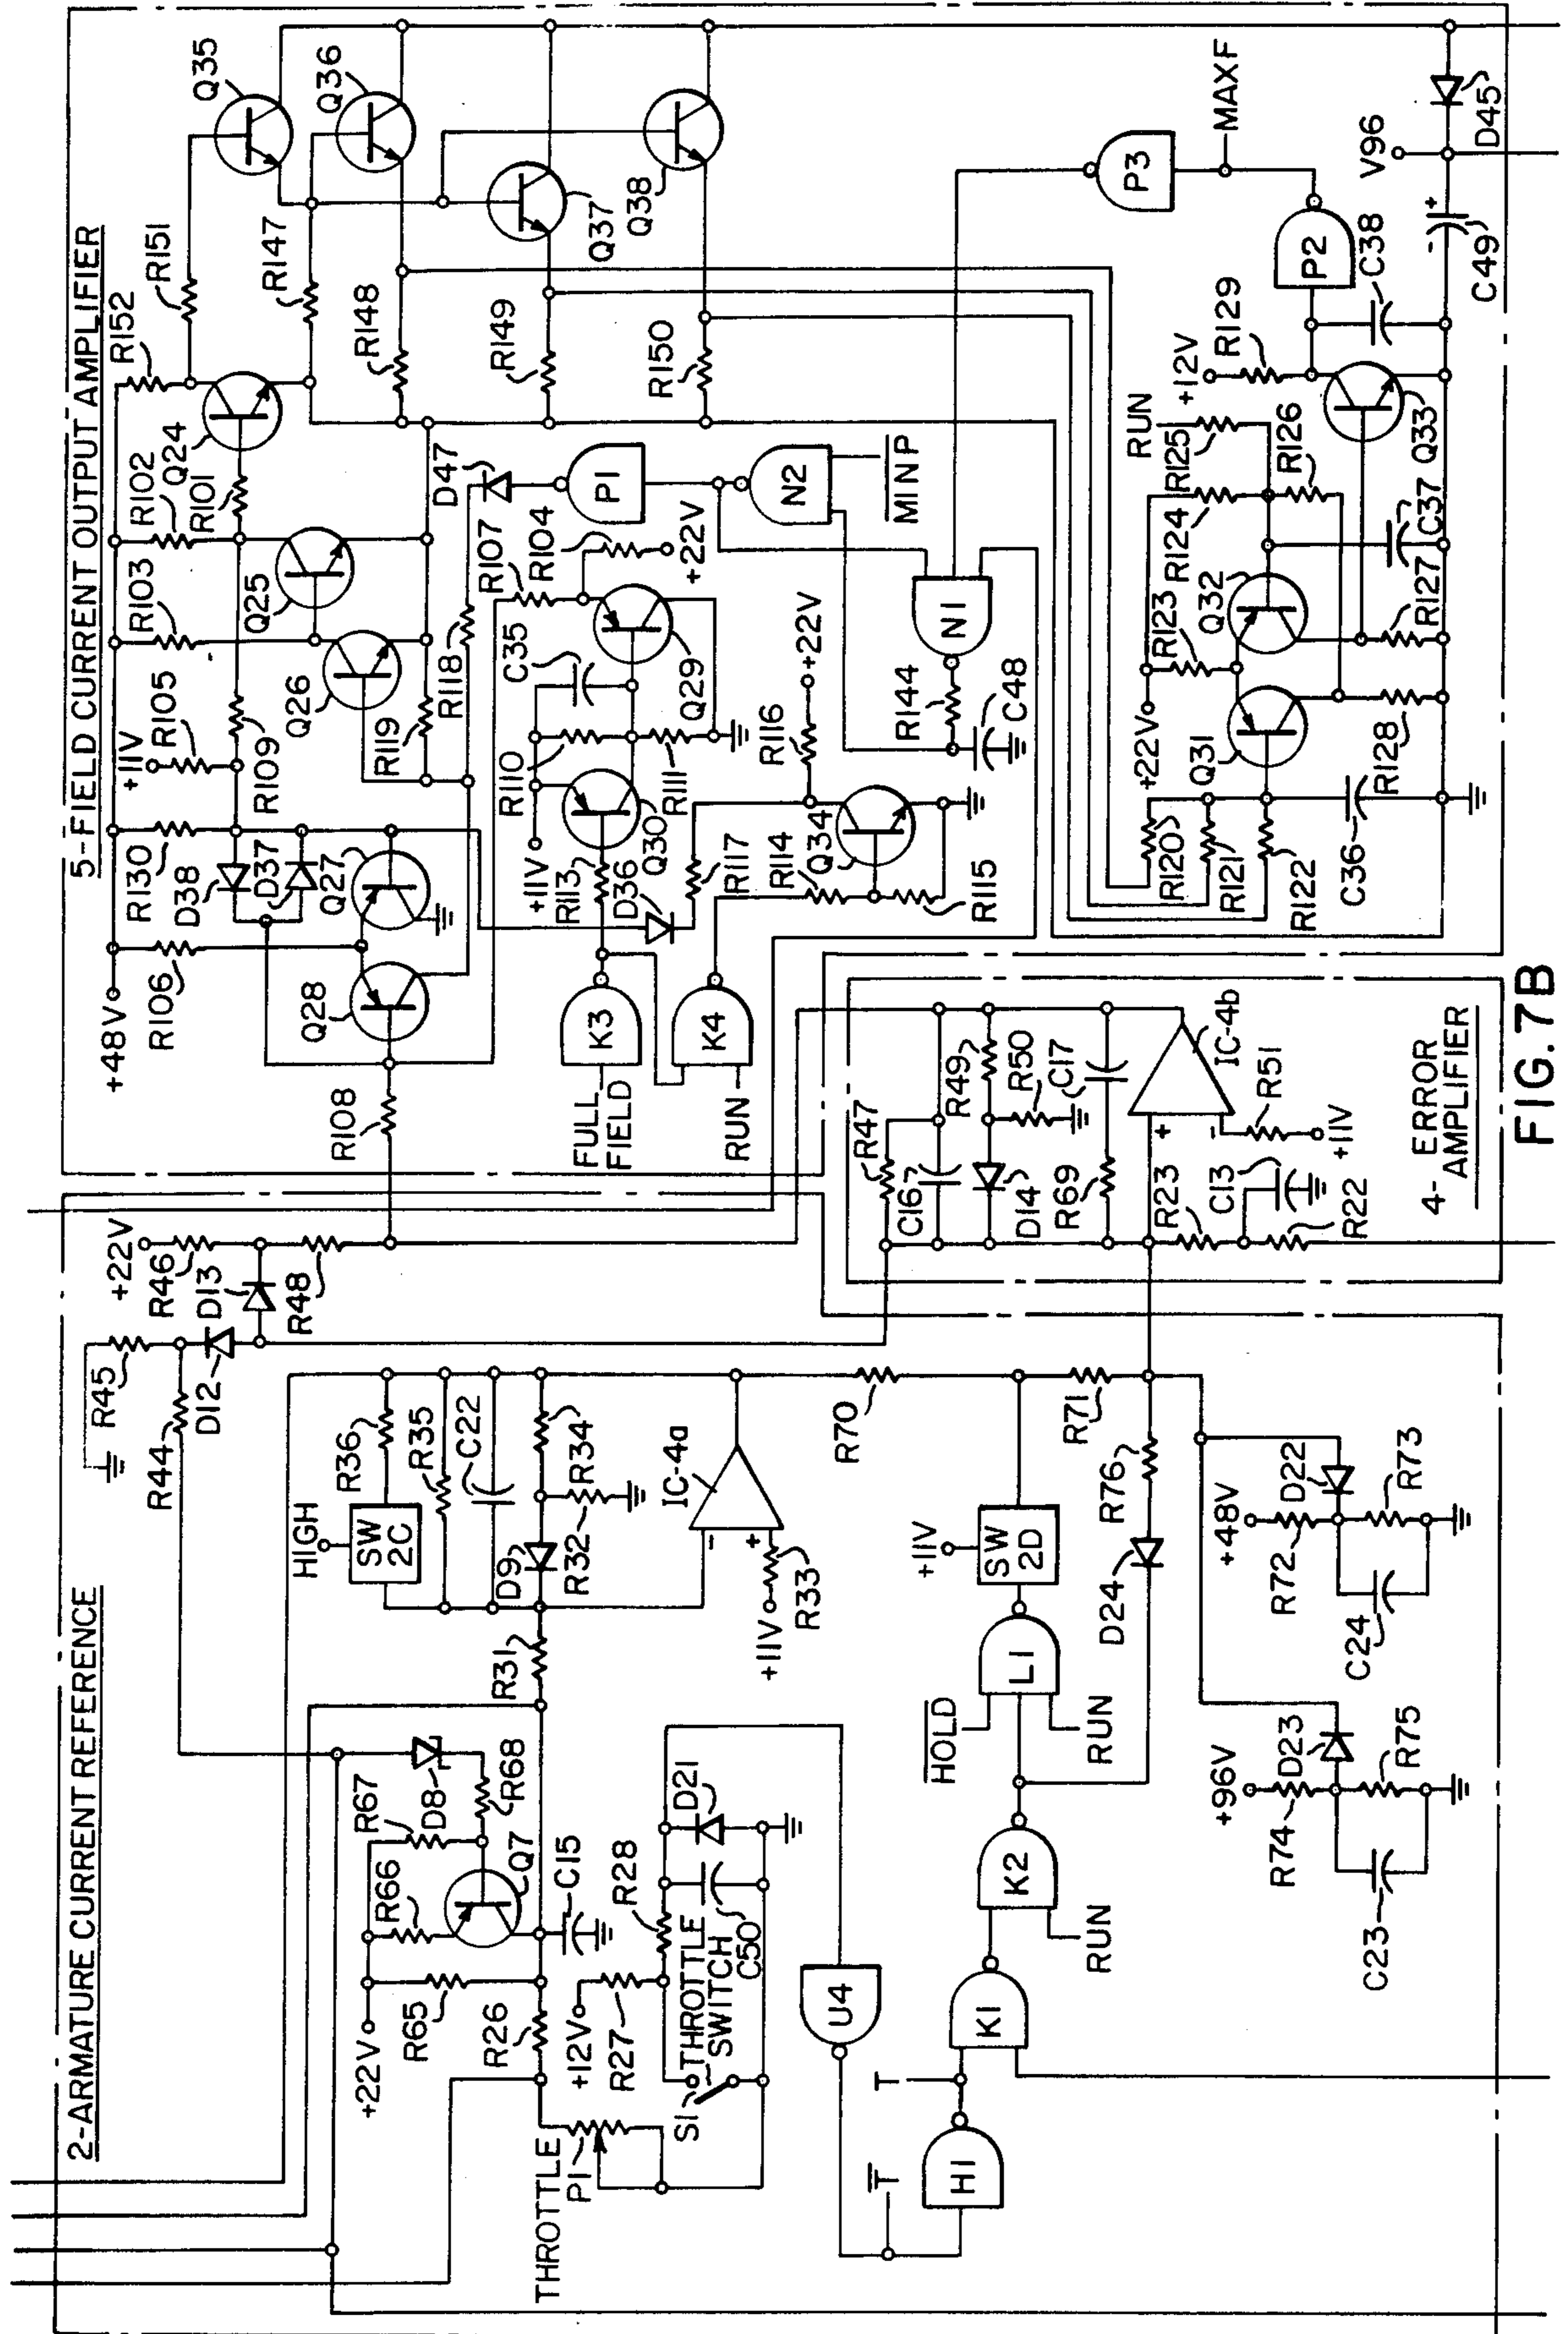 5-FIELD CURRENT OUTPUT AMPLIFIER
+48V
R106
R130
D38
D37
+11V
R105
R109
R103
R102
R101
R152
R151
Q24
Q25
Q26
Q27
Q28
R119
R118
R147
R148
R149
R150
Q35
Q36
Q37
Q38
D47
R107
R104
+22V
C35
Q29
R110
R111
+11V
R113
Q30
D36
R117
R114
R115
R116
+22V
Q34
R108
FULL
FIELD
K3
K4
RUN
P1
N2
MINP
N1
R144
C48
P3
MAXF
P2
C38
V96
D45
C49
+ -
+12V
R129
Q33
RUN
R125
R124
R126
R123
Q32
C37
R127
+22V
Q31
R128
R120
R121
R122
C36
2-ARMATURE CURRENT REFERENCE
+22V
R46
D13
R48
R45
D12
R44
HIGH
SW
2C
R36
R35
C22
D9
R34
R32
IC-4a
-
+
R33
+11V
R31
R67
D8
R68
R66
Q7
C15
+22V
R65
R26
R28
D21
+12V
R27
THROTTLE
SWITCH
C50
S1
THROTTLE
P1
U4
T
T
H1
K1
K2
RUN
HOLD
L1
RUN
+11V
SW
2D
R70
R71
R76
D24
+48V
R72
D22
R73
C24
+96V
R74
D23
R75
C23
R47
C16
R49
R50
D14
C17
R69
IC-4b
+
-
R51
+11V
R23
C13
R22
4- ERROR
AMPLIFIER
FIG.7B